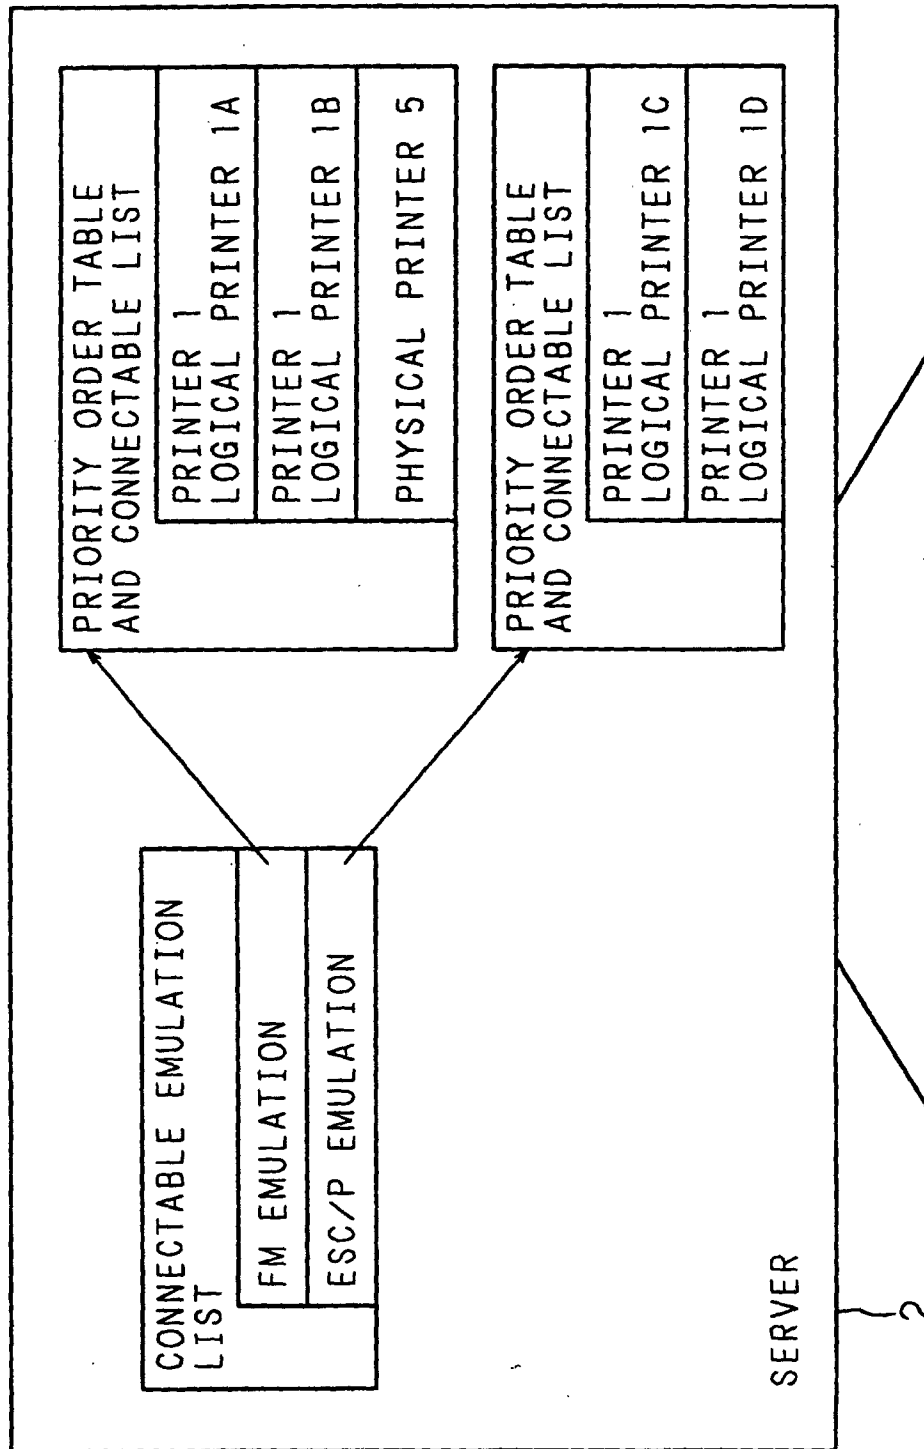 CONNECTABLE EMULATION
LIST
FM EMULATION
ESC/P EMULATION
PRIORITY ORDER TABLE
AND CONNECTABLE LIST
PRINTER 1
LOGICAL PRINTER 1A
PRINTER 1
LOGICAL PRINTER 1B
PHYSICAL PRINTER 5
PRIORITY ORDER TABLE
AND CONNECTABLE LIST
PRINTER 1
LOGICAL PRINTER 1C
PRINTER 1
LOGICAL PRINTER 1D
SERVER
2